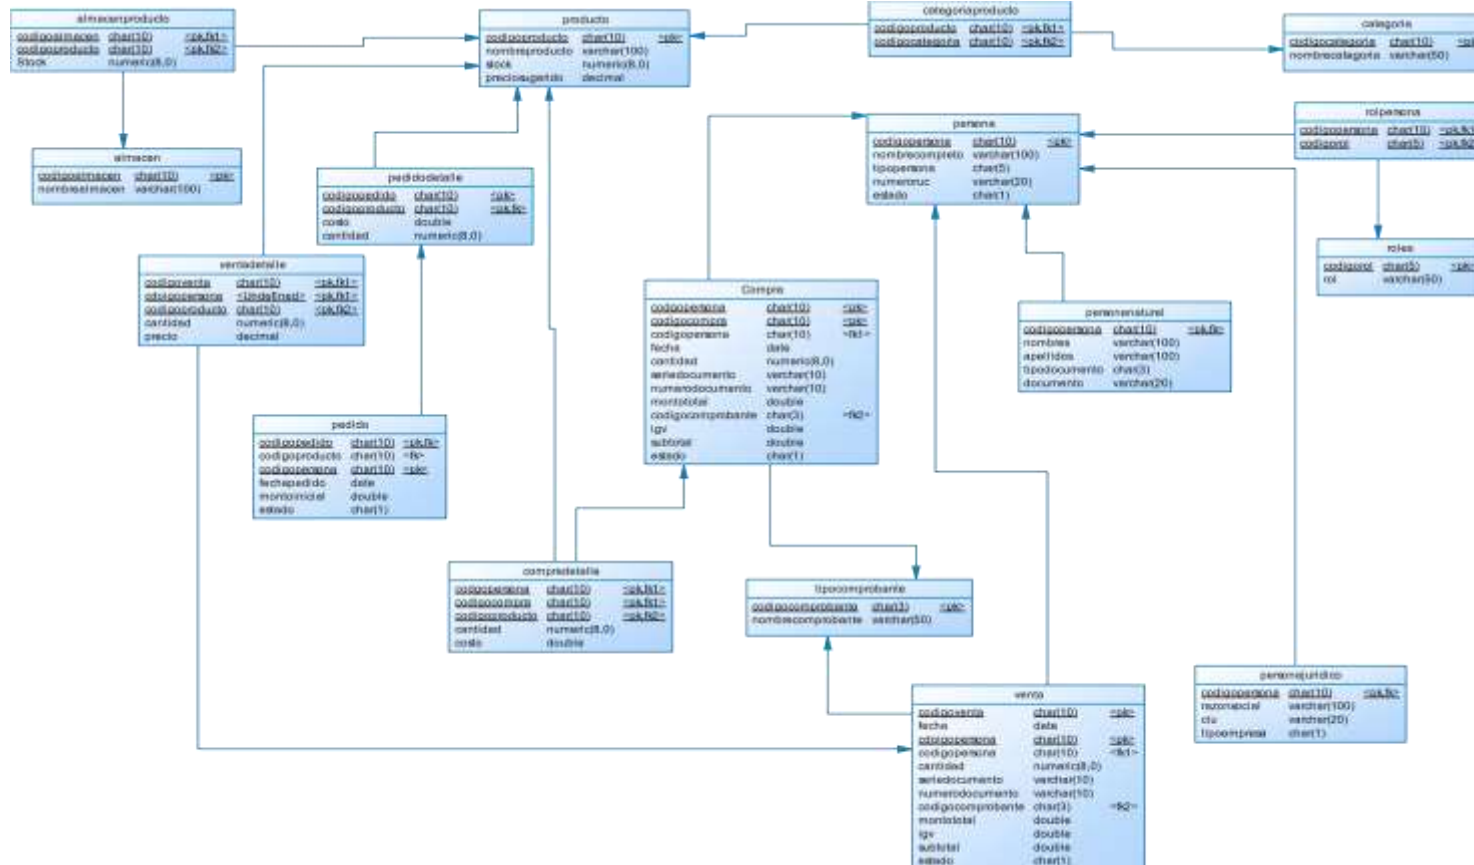 almacenproducto
codigoalmacen char(10) <pk,fk1>
codigoproducto char(10) <pk,fk2>
Stock numeric(8,0)
producto
codigoproducto char(10) <pk>
nombreproducto varchar(100)
stock numeric(8,0)
preciosugerido decimal
categoriaproducto
codigoproducto char(10) <pk,fk1>
codigocategoria char(10) <pk,fk2>
categoria
codigocategoria char(10)
nombrecategoria varchar(50)
almacen
codigoalmacen char(10) <pk>
nombrealmacen varchar(100)
pedidodetalle
codigopedido char(10) <pk>
codigoproducto char(10) <pk,fk>
costo double
cantidad numeric(8,0)
persona
codigopersona char(10) <pk>
nombrecompleto varchar(100)
tipopersona char(5)
numeroruc varchar(20)
estado char(1)
rolpersona
codigopersona char(10)
codigorol char(5)
roles
codigorol char(5)
rol varchar(50)
ventadetalle
codigoventa char(10) <pk,fk1>
<Undefined> <pk,fk1>
codigoproducto char(10) <pk,fk2>
cantidad numeric(8,0)
precio decimal
Compra
codigopersona char(10) <pk>
codigocompra char(10) <pk>
codigopersona char(10) <fk1>
fecha date
cantidad numeric(8,0)
seriedocumento varchar(10)
numerodocumento varchar(10)
montototal double
codigocomprobante char(3) <fk2>
igv double
subtotal double
estado char(1)
personanatural
codigopersona char(10) <pk,fk>
nombres varchar(100)
apellidos varchar(100)
tipodocumento char(3)
documento varchar(20)
pedido
codigopedido char(10) <pk,fk>
codigoproducto char(10) <fk>
codigopersona char(10) <pk>
fechapedido date
montoinicial double
estado char(1)
compradetalle
codigopersona char(10) <pk,fk1>
codigocompra char(10) <pk,fk1>
codigoproducto char(10) <pk,fk2>
cantidad numeric(8,0)
costo double
tipocomprobante
codigocomprobante char(3) <pk>
nombrecomprobante varchar(50)
personajuridico
codigopersona char(10) <pk,fk>
razonsocial varchar(100)
ciu varchar(20)
tipoempresa char(1)
venta
codigoventa char(10) <pk>
fecha date
char(10) <pk>
codigopersona char(10) <fk1>
cantidad numeric(8,0)
seriedocumento varchar(10)
numerodocumento varchar(10)
codigocomprobante char(3) <fk2>
montototal double
igv double
subtotal double
estado char(1)